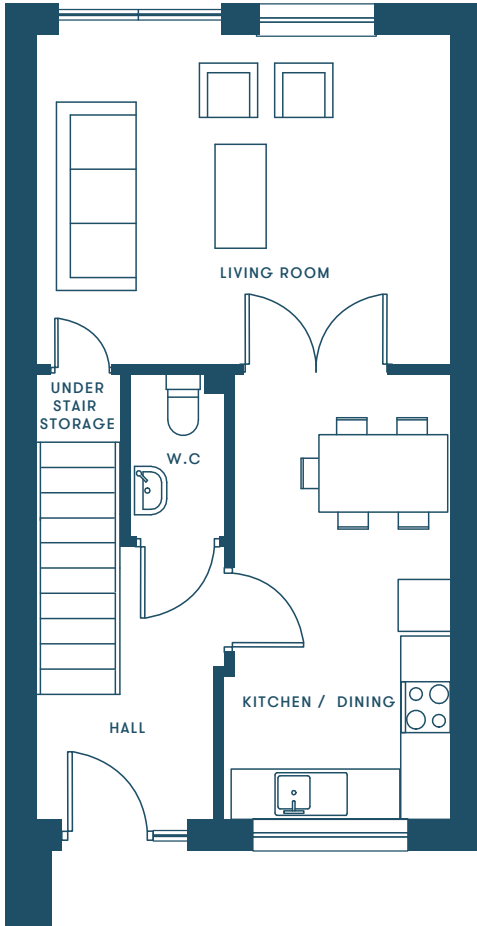 LIVING ROOM
UNDER
STAIR
STORAGE
W.C
KITCHEN / DINING
HALL